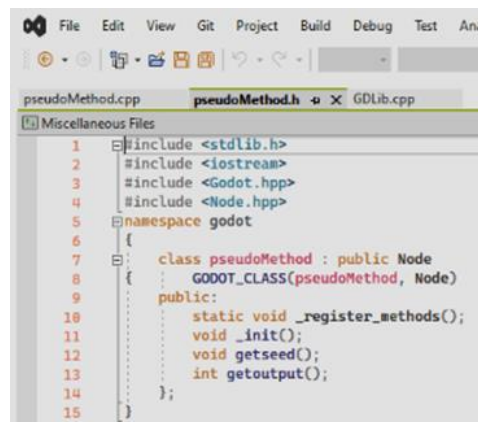 File Edit View Git Project Build Debug Test
pseudoMethod.cpp pseudoMethod.h GDLib.cpp
Miscellaneous Files
1 #include <stdlib.h>
2 #include <iostream>
3 #include <Godot.hpp>
4 #include <Node.hpp>
5 namespace godot
6 {
7 class pseudoMethod : public Node
8 { GODOT_CLASS(pseudoMethod, Node)
9 public:
10 static void _register_methods();
11 void _init();
12 void getseed();
13 int getoutput();
14 };
15 }